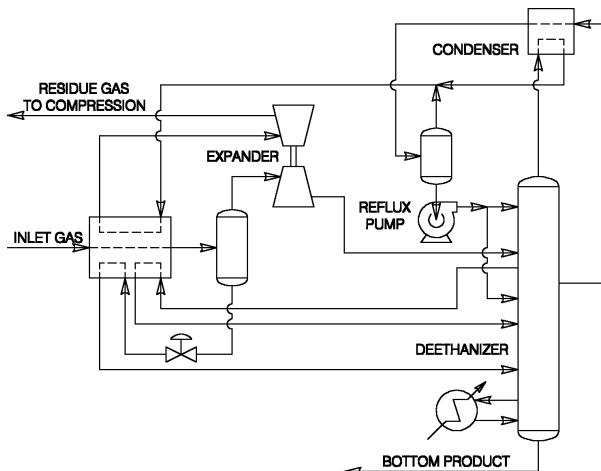 CONDENSER
RESIDUE GAS
TO COMPRESSION
EXPANDER
REFLUX
PUMP
INLET GAS
DEETHANIZER
BOTTOM PRODUCT